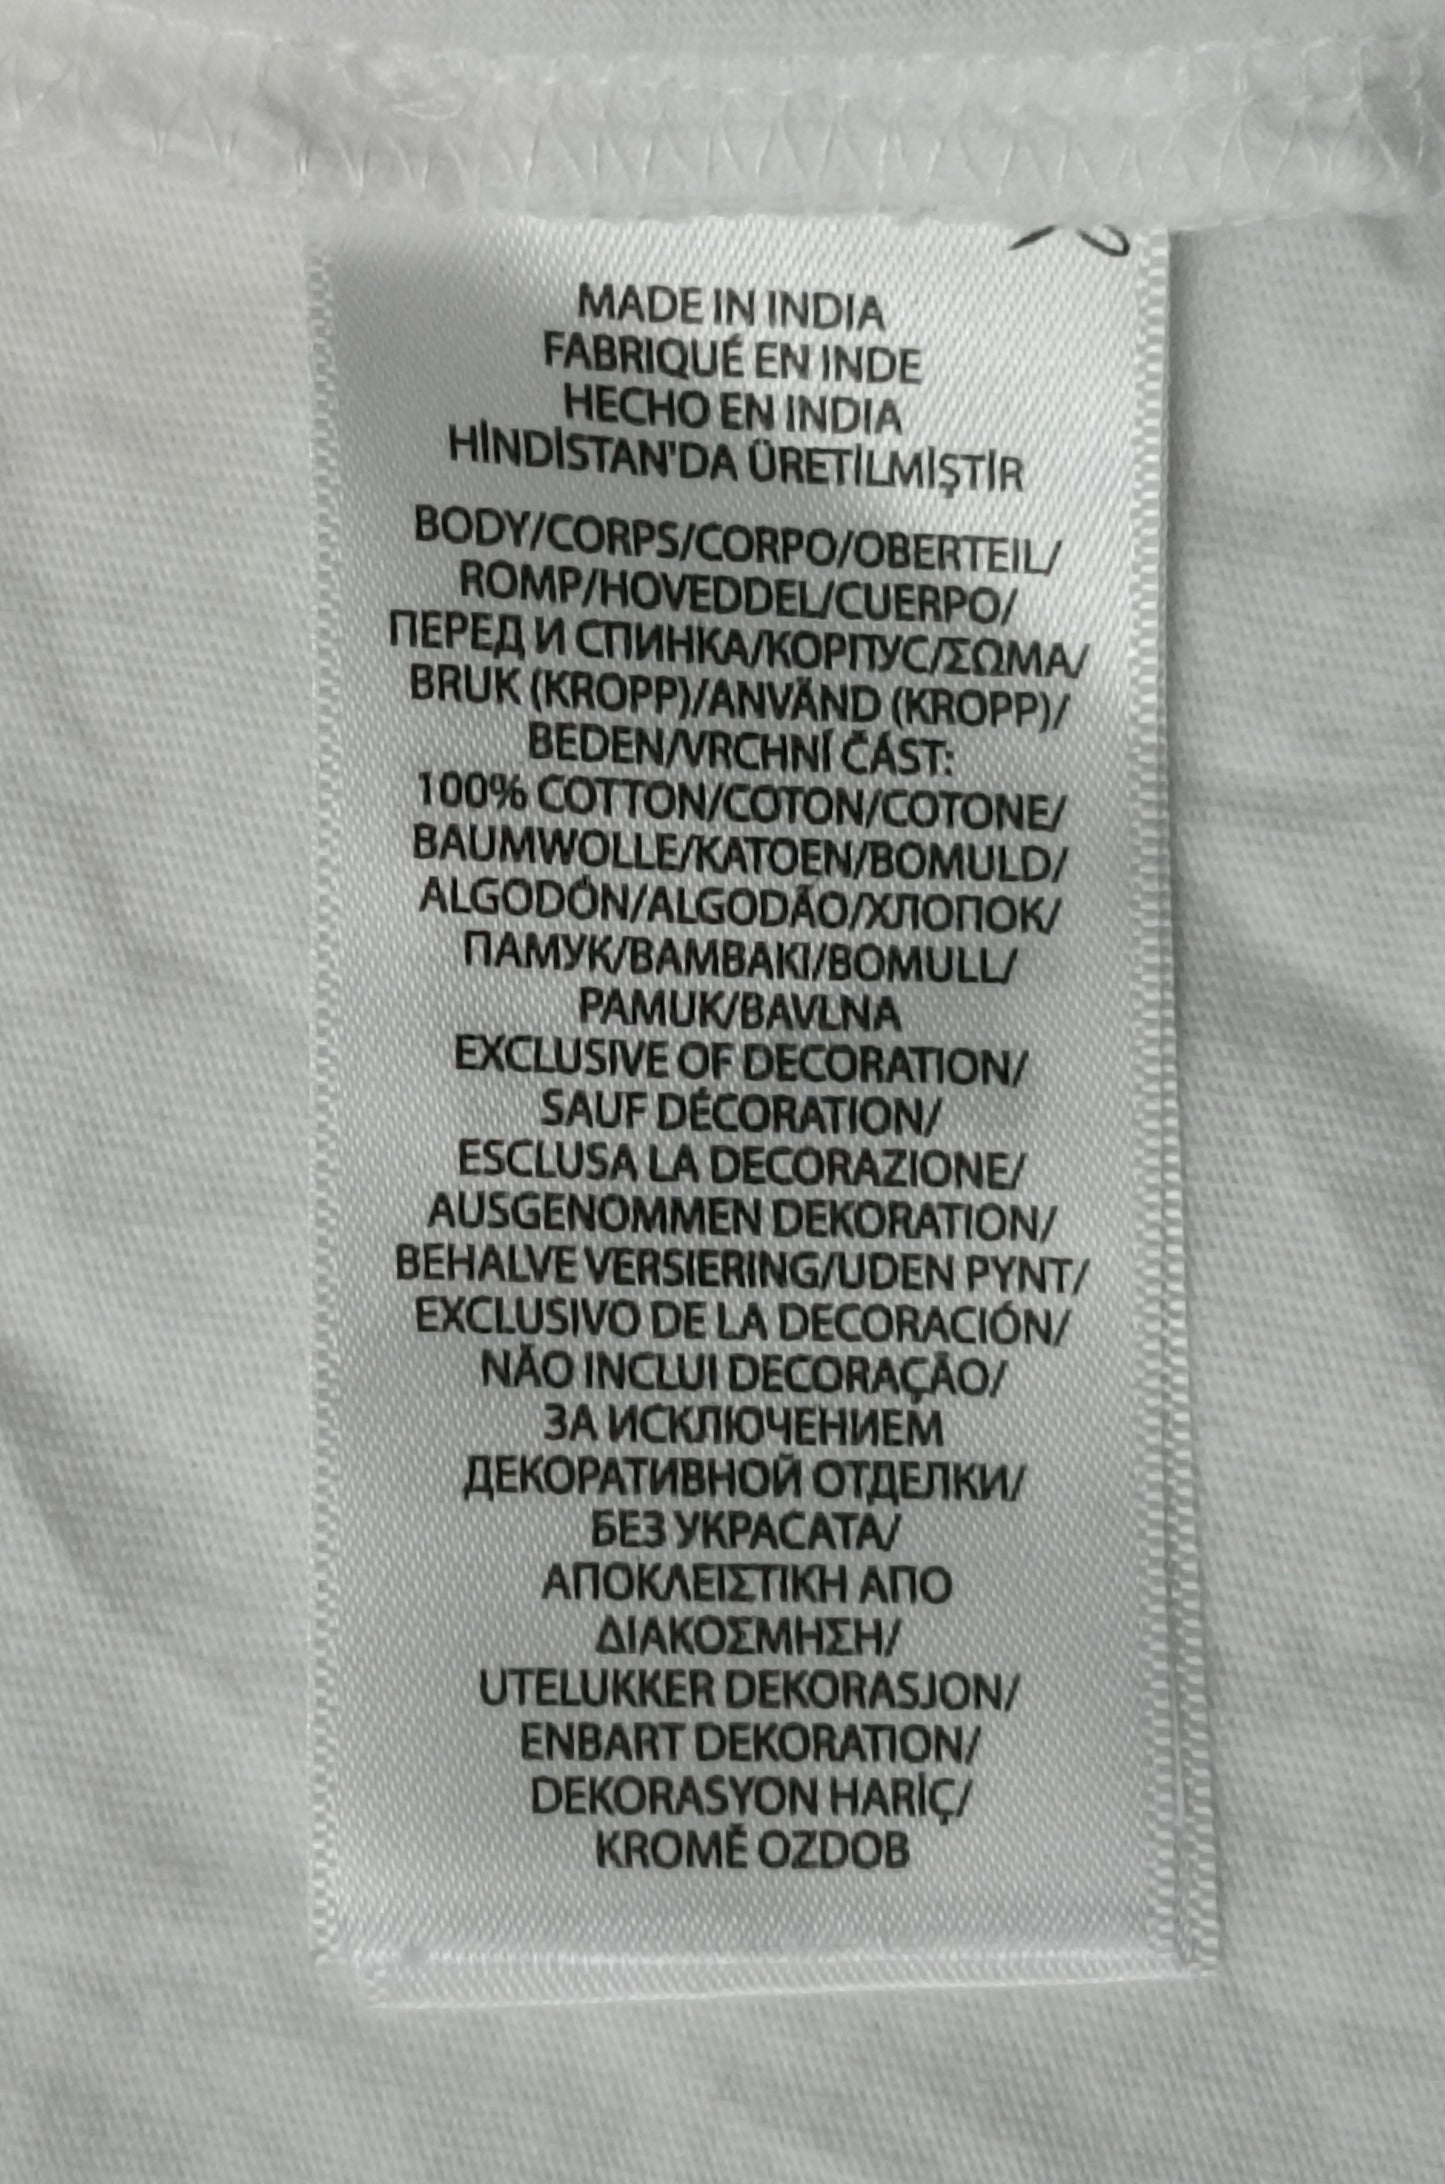 MADE IN INDIA
FABRIQUÉ EN INDE
HECHO EN INDIA
HİNDİSTAN'DA ÜRETİLMİŞTİR
BODY/CORPS/CORPO/OBERTEIL/
ROMP/HOVEDDEL/CUERPO/
ПЕРЕД И СПИНКА/КОРПУС/ΣΩΜΑ/
BRUK (KROPP)/ANVÄND (KROPP)/
BEDEN/VRCHNÍ ČÁST:
100% COTTON/COTON/COTONE/
BAUMWOLLE/KATOEN/BOMULD/
ALGODÓN/ALGODÃO/ХЛОПОК/
ПАМУК/ΒΑΜΒΑΚΙ/BOMULL/
PAMUK/BAVLNA
EXCLUSIVE OF DECORATION/
SAUF DÉCORATION/
ESCLUSA LA DECORAZIONE/
AUSGENOMMEN DEKORATION/
BEHALVE VERSIERING/UDEN PYNT/
EXCLUSIVO DE LA DECORACIÓN/
NÃO INCLUI DECORAÇÃO/
ЗА ИСКЛЮЧЕНИЕМ
ДЕКОРАТИВНОЙ ОТДЕЛКИ/
БЕЗ УКРАСАТА/
ΑΠΟΚΛΕΙΣΤΙΚΗ ΑΠΟ
ΔΙΑΚΟΣΜΗΣΗ/
UTELUKKER DEKORASJON/
ENBART DEKORATION/
DEKORASYON HARİÇ/
KROMĚ OZDOB